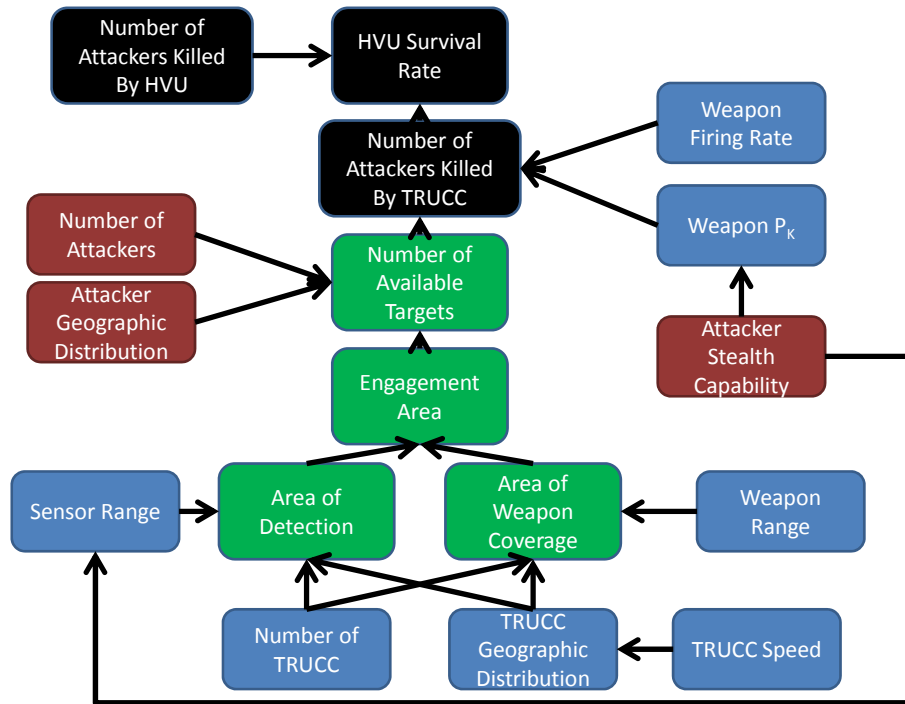 Number of
Attackers Killed
By HVU
HVU Survival
Rate
Number of
Attackers Killed
By TRUCC
Weapon
Firing Rate
Number of
Attackers
Weapon PK
Number of
Available
Targets
Attacker
Geographic
Distribution
Attacker
Stealth
Capability
Engagement
Area
Sensor Range
Area of
Detection
Area of
Weapon
Coverage
Weapon
Range
Number of
TRUCC
TRUCC
Geographic
Distribution
TRUCC Speed